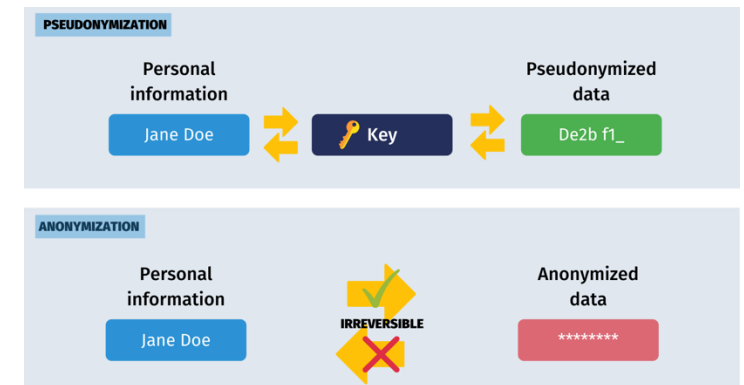 PSEUDONYMIZATION
Personal
information
Pseudonymized
data
Jane Doe
Key
De2b f1_
ANONYMIZATION
Personal
information
Anonymized
data
IRREVERSIBLE
Jane Doe
********